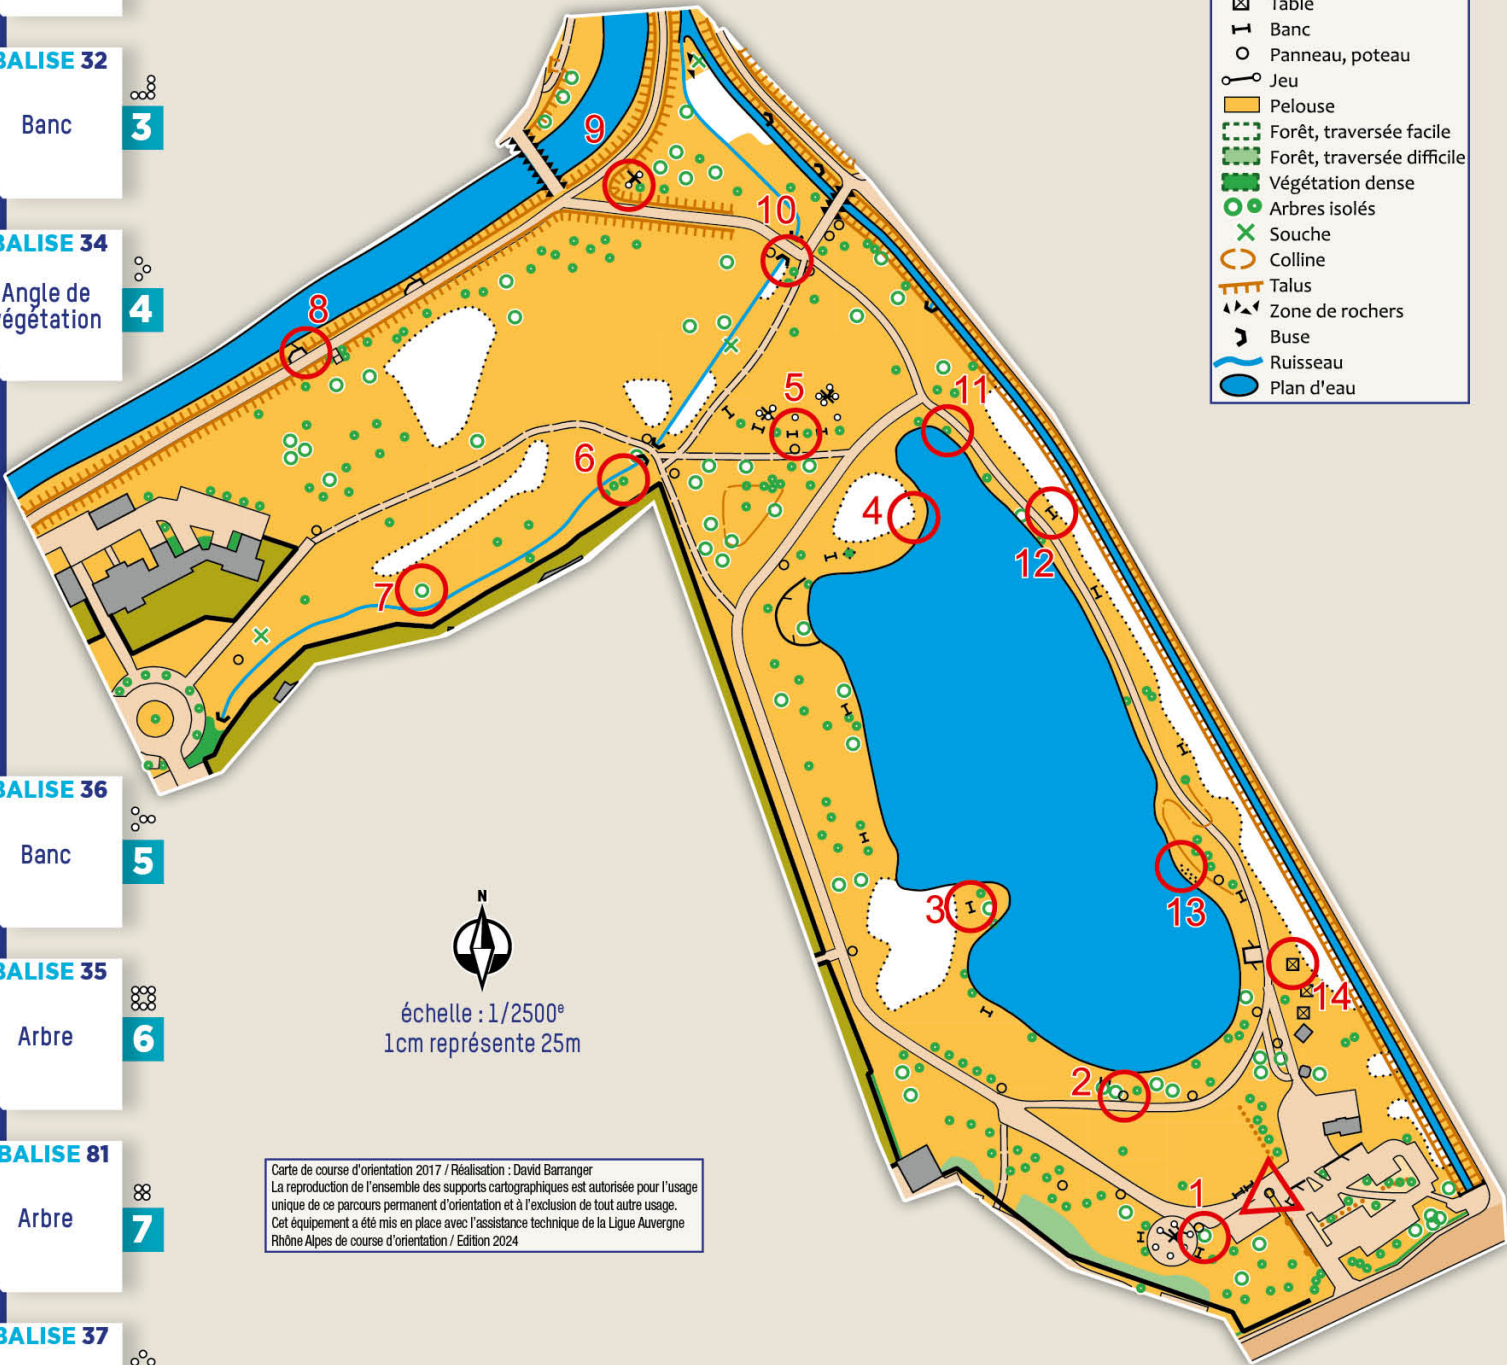 BALISE 32
Banc
3
BALISE 34
Angle de
végétation
4
BALISE 36
Banc
5
BALISE 35
Arbre
6
BALISE 81
Arbre
7
BALISE 37
Table
Banc
Panneau, poteau
Jeu
Pelouse
Forêt, traversée facile
Forêt, traversée difficile
Végétation dense
Arbres isolés
Souche
Colline
Talus
Zone de rochers
Buse
Ruisseau
Plan d'eau
9
10
8
11
5
6
4
12
7
3
13
14
2
1
N
échelle : 1/2500e
1cm représente 25m
Carte de course d'orientation 2017 / Réalisation : David Barranger
La reproduction de l'ensemble des supports cartographiques est autorisée pour l'usage
unique de ce parcours permanent d'orientation et à l'exclusion de tout autre usage.
Cet équipement a été mis en place avec l'assistance technique de la Ligue Auvergne
Rhône Alpes de course d'orientation / Edition 2024